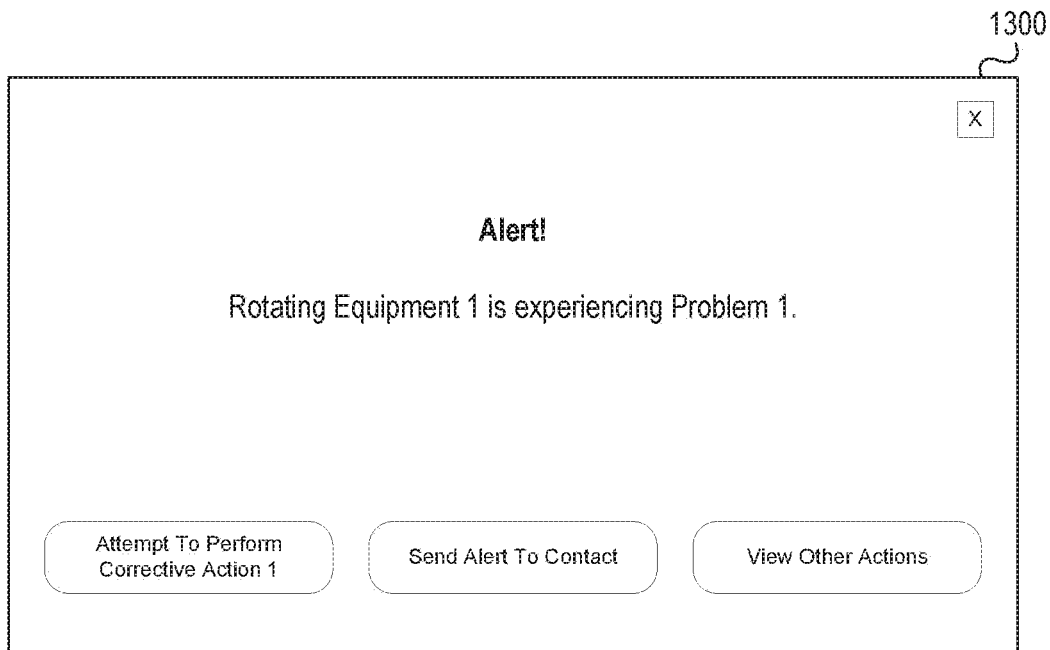 1300
X
Alert!
Rotating Equipment 1 is experiencing Problem 1.
Attempt To Perform
Corrective Action 1
Send Alert To Contact
View Other Actions